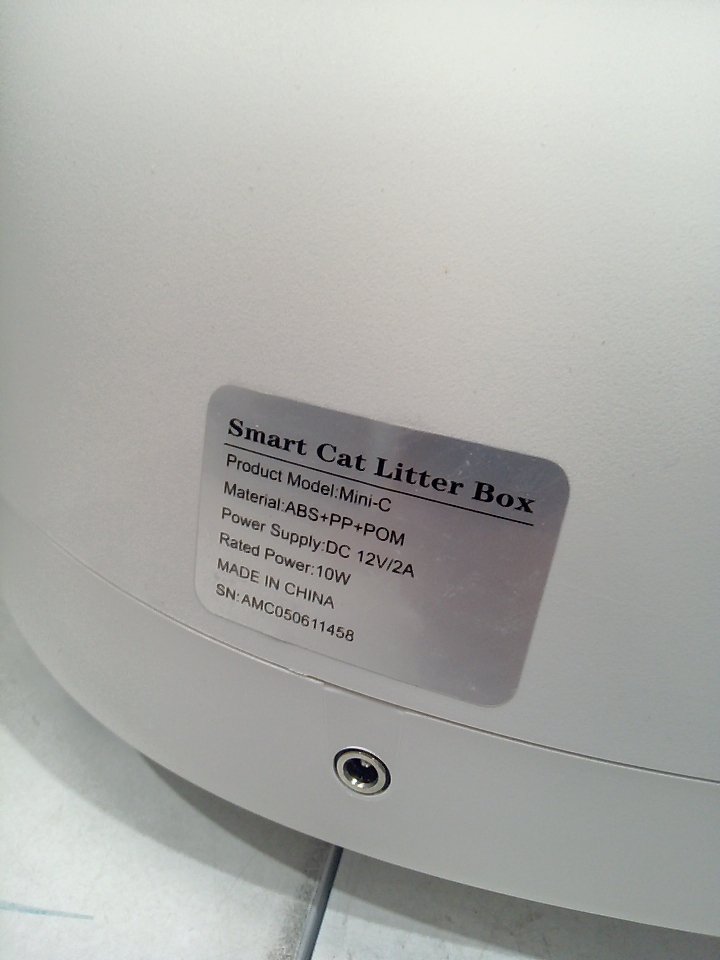 Smart Cat Litter Box
Product Model:Mini-C
Material:ABS+PP+POM
Power Supply:DC 12V/2A
Rated Power:10W
MADE IN CHINA
SN:AMC050611458